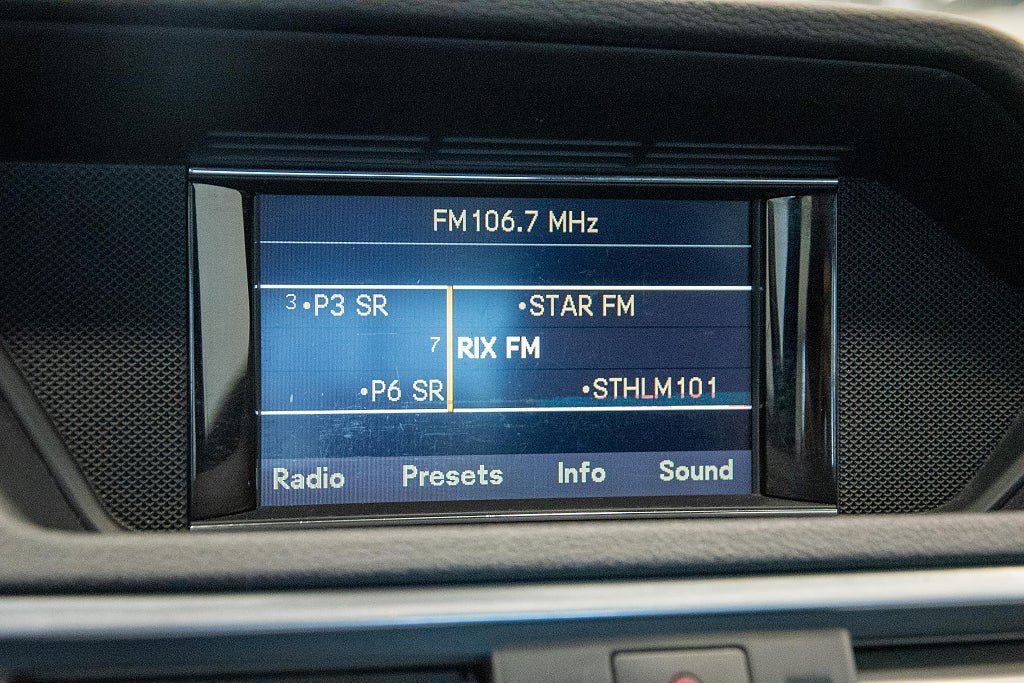 FM106.7 MHz
3 •P3 SR •STAR FM
7 RIX FM
•P6 SR •STHLM101
Radio Presets Info Sound